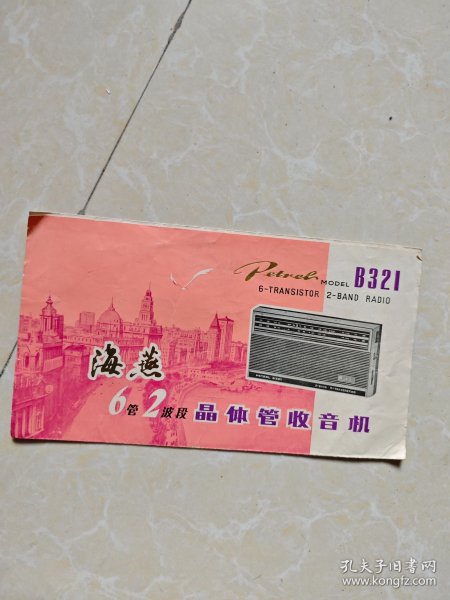 Petrel MODEL B321
6-TRANSISTOR 2-BAND RADIO
海燕
6管2波段 晶体管收音机
孔夫子旧书网
www.kongfz.com